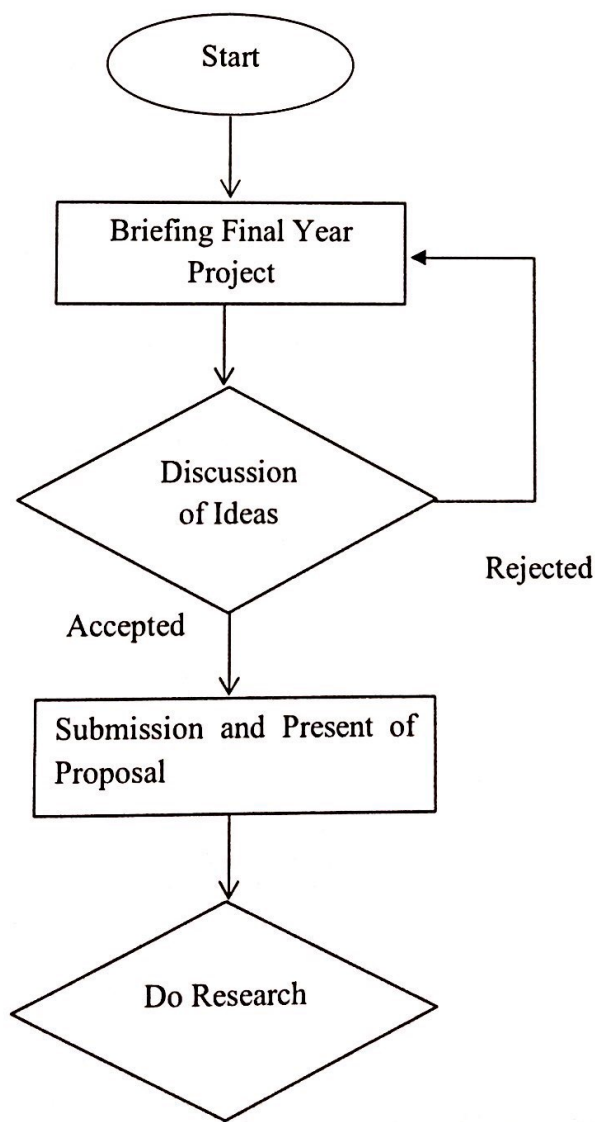 Start
Briefing Final Year
Project
Discussion
of Ideas
Rejected
Accepted
Submission and Present of
Proposal
Do Research